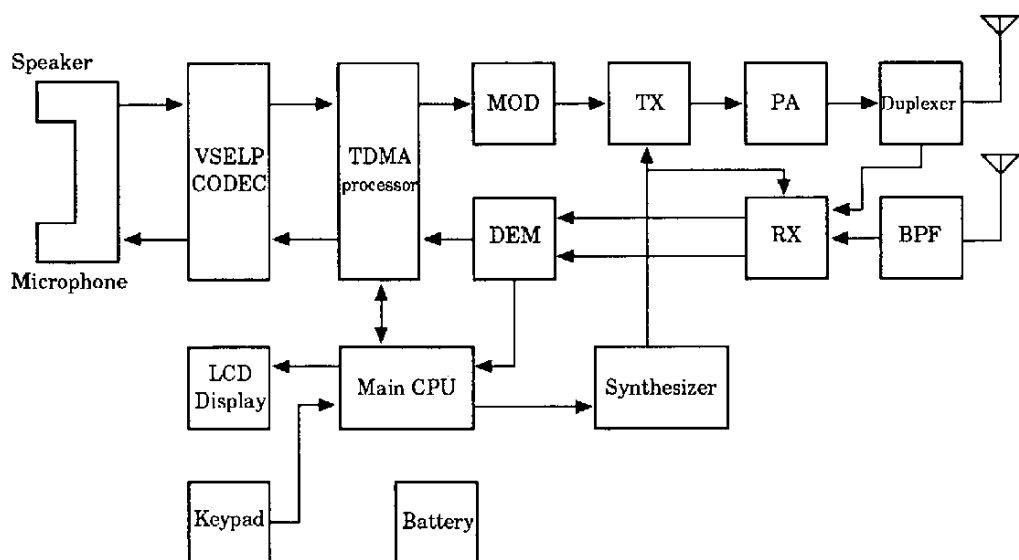 Speaker
VSELP
CODEC
TDMA
processor
MOD
TX
PA
Duplexer
DEM
RX
BPF
Microphone
LCD
Display
Main CPU
Synthesizer
Keypad
Battery